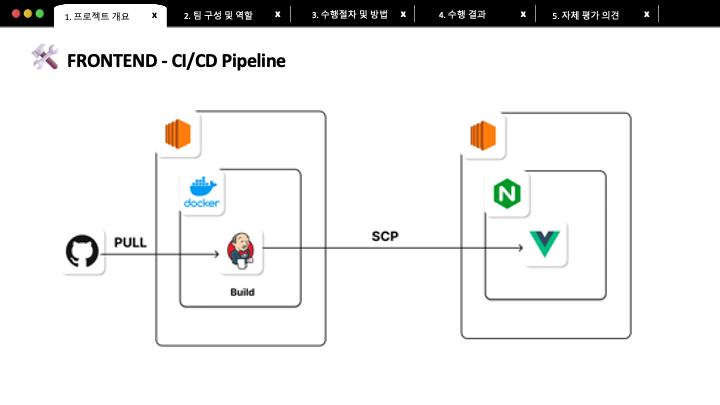 1. 프로젝트 개요 x 2. 팀 구성 및 역할 x 3. 수행절차 및 방법 x 4. 수행 결과 x 5. 자체 평가 의견 x
FRONTEND - CI/CD Pipeline
docker
PULL
SCP
Build